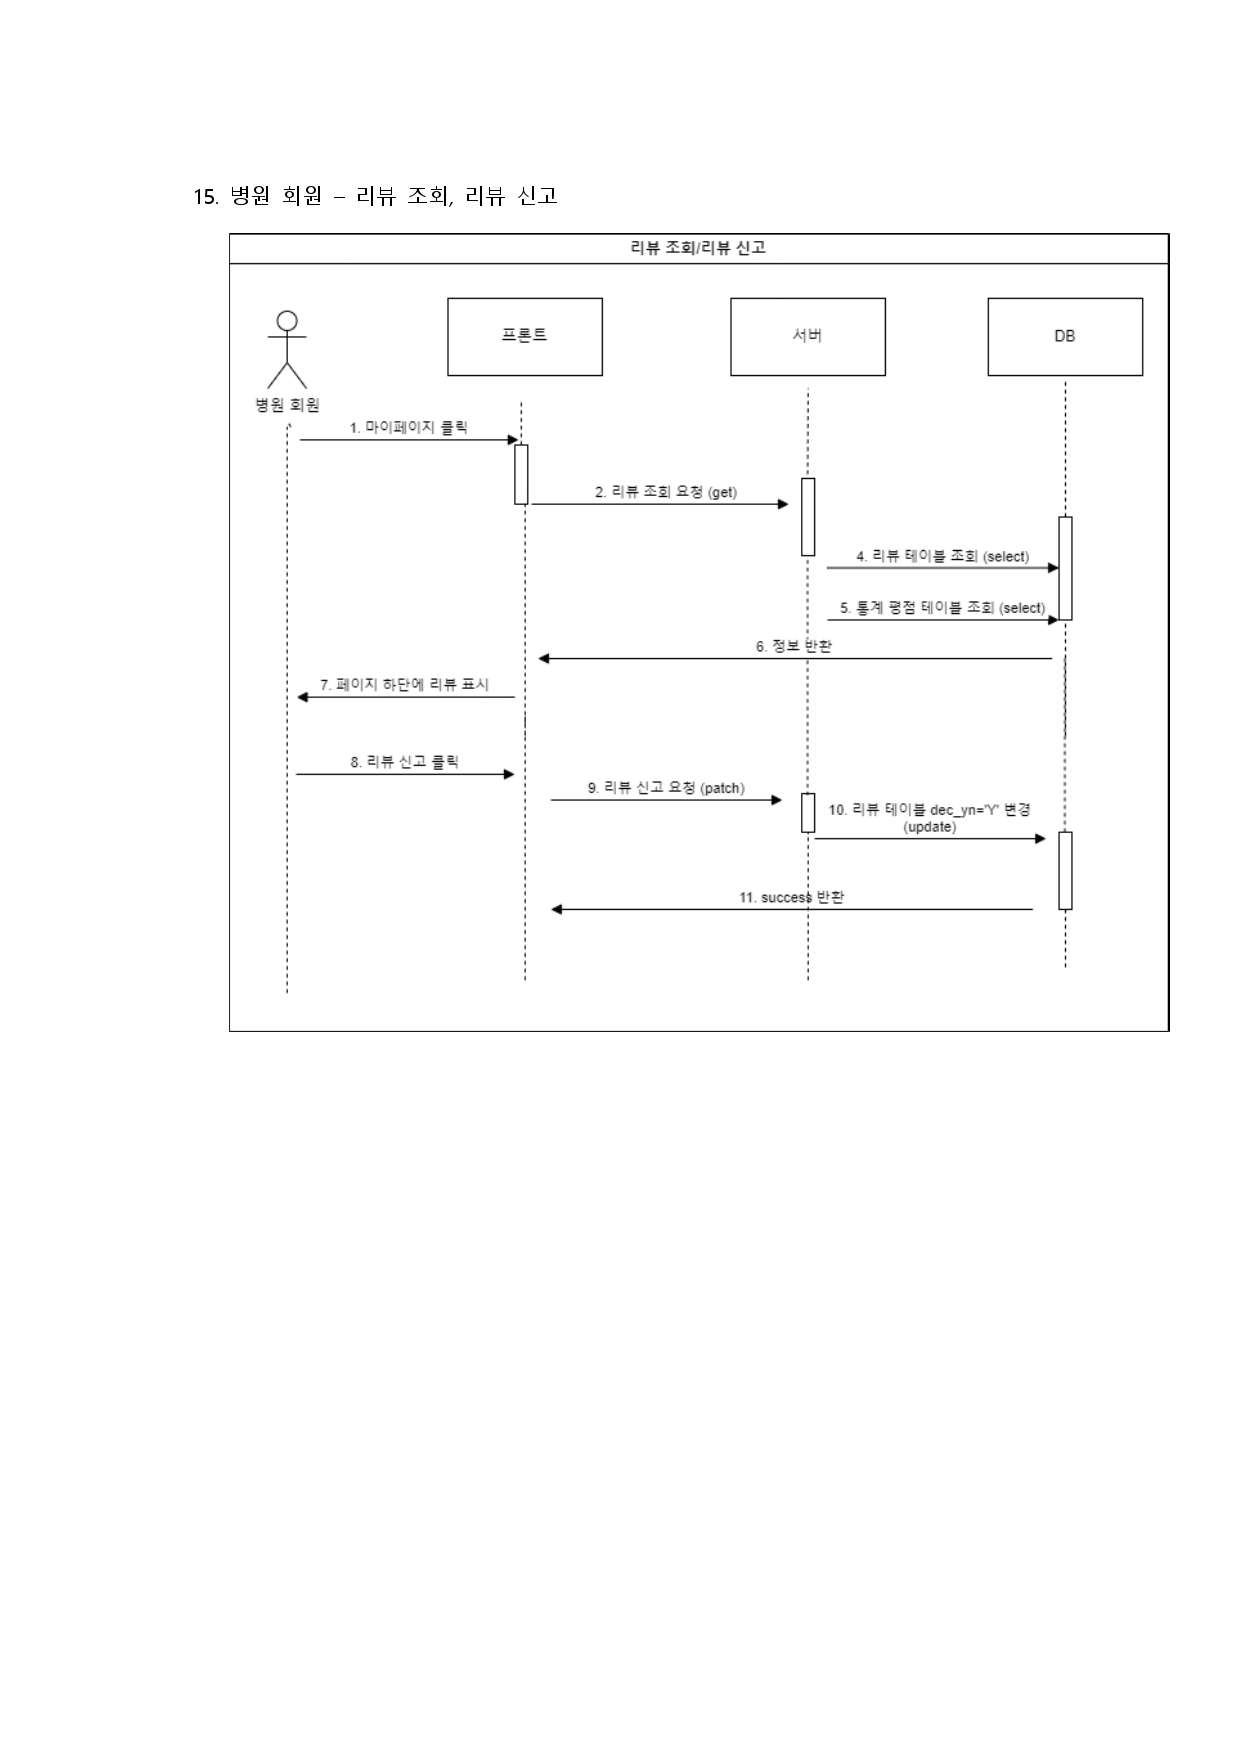 15. 병원 회원 – 리뷰 조회, 리뷰 신고
리뷰 조회/리뷰 신고
프론트
서버
DB
병원 회원
1. 마이페이지 클릭
2. 리뷰 조회 요청 (get)
4. 리뷰 테이블 조회 (select)
5. 통계 평점 테이블 조회 (select)
6. 정보 반환
7. 페이지 하단에 리뷰 표시
8. 리뷰 신고 클릭
9. 리뷰 신고 요청 (patch)
10. 리뷰 테이블 dec_yn='Y' 변경
(update)
11. success 반환